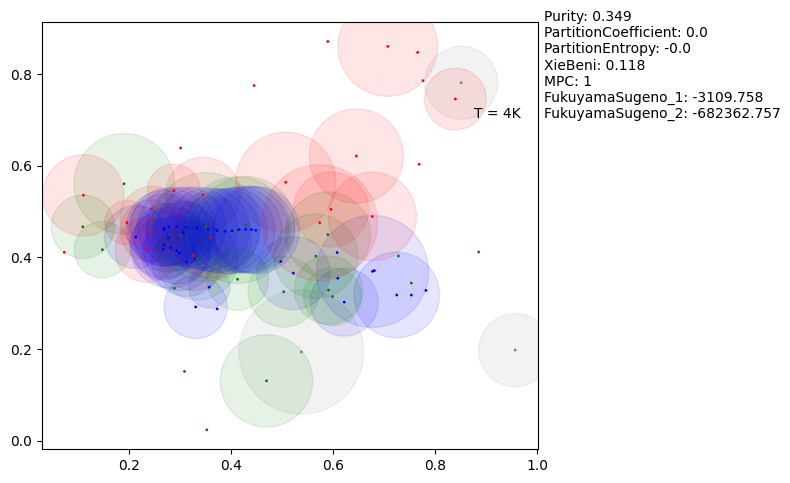 Purity: 0.349
PartitionCoefficient: 0.0
PartitionEntropy: -0.0
XieBeni: 0.118
MPC: 1
FukuyamaSugeno_1: -3109.758
FukuyamaSugeno_2: -682362.757
T = 4K
0.8
0.6
0.4
0.2
0.0
0.2 0.4 0.6 0.8 1.0